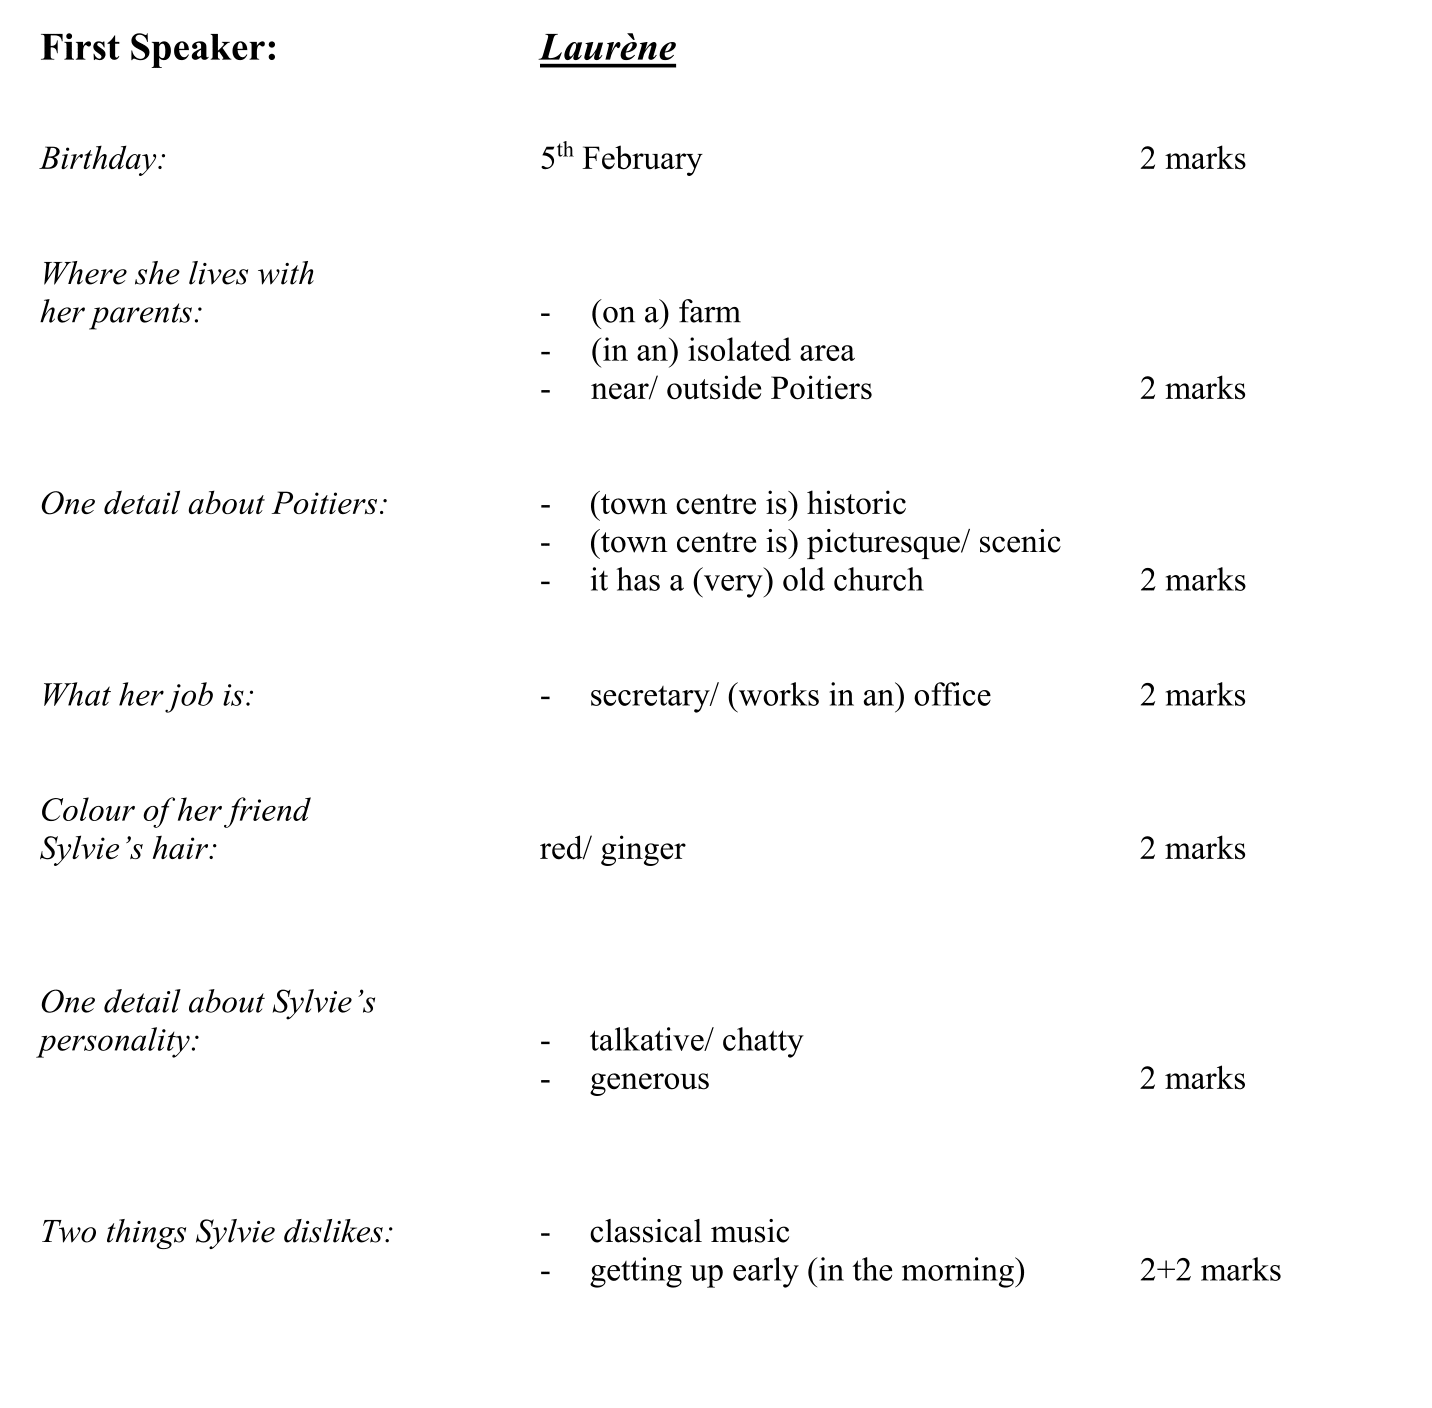 First Speaker: Laurène
Birthday: 5th February 2 marks
Where she lives with
her parents: - (on a) farm
- (in an) isolated area
- near/ outside Poitiers 2 marks
One detail about Poitiers: - (town centre is) historic
- (town centre is) picturesque/ scenic
- it has a (very) old church 2 marks
What her job is: - secretary/ (works in an) office 2 marks
Colour of her friend
Sylvie’s hair: red/ ginger 2 marks
One detail about Sylvie’s
personality: - talkative/ chatty
- generous 2 marks
Two things Sylvie dislikes: - classical music
- getting up early (in the morning) 2+2 marks